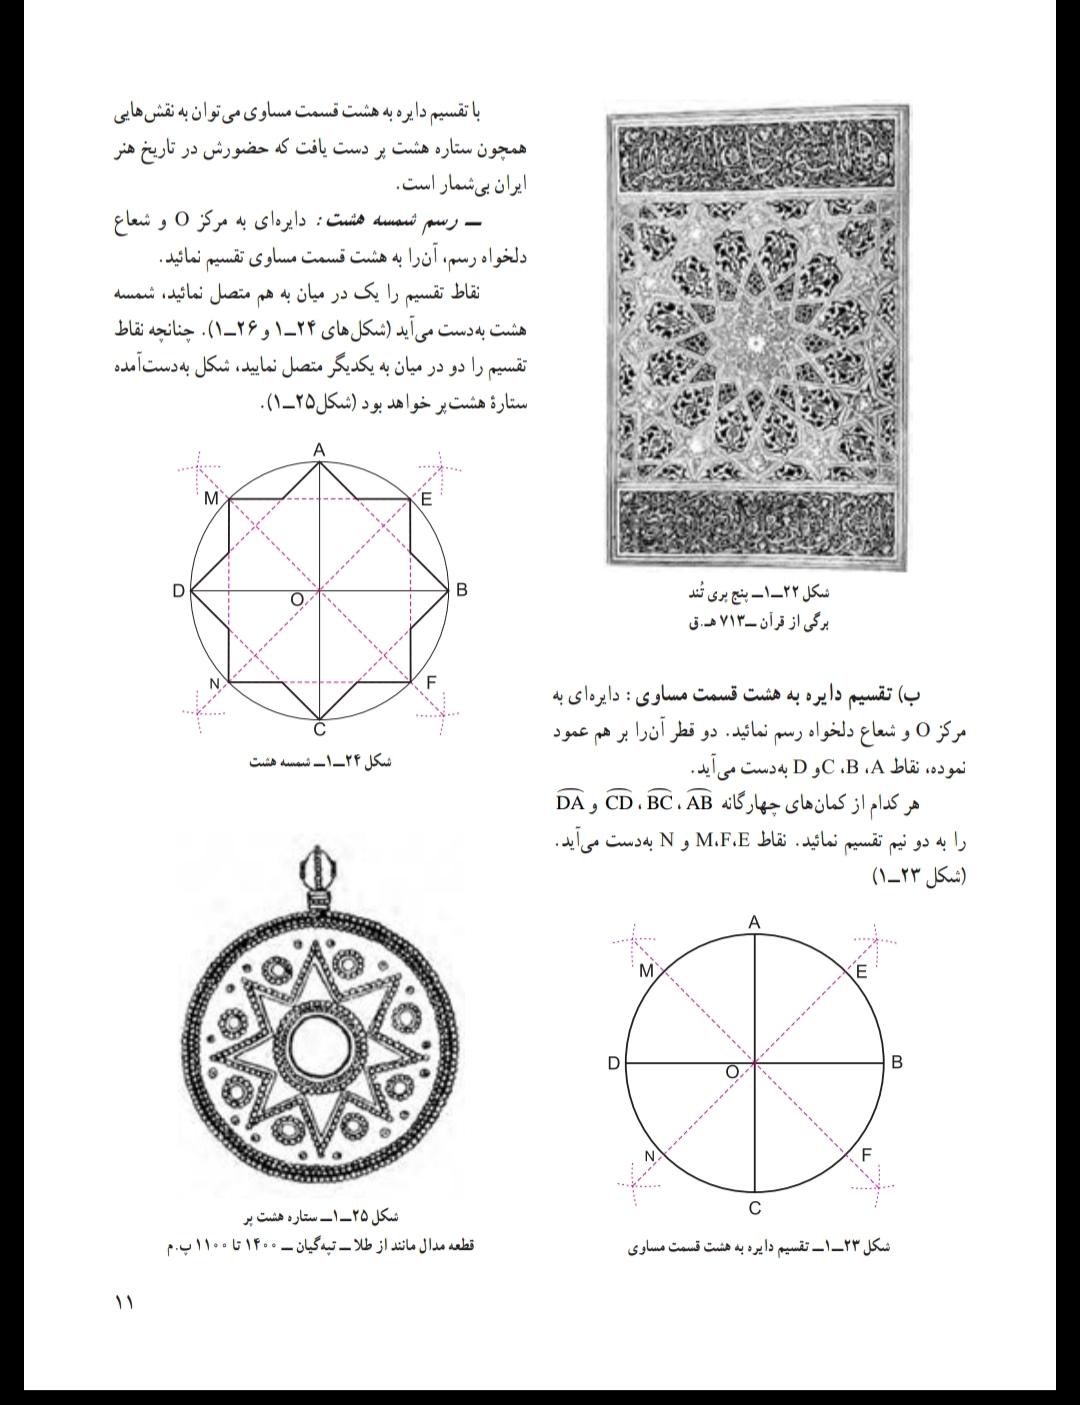 شکل ۲۲ــ۱ــ پنج پری تُند
برگی از قرآن ــ۷۱۳ هـ.ق
ب) تقسیم دایره به هشت قسمت مساوی : دایره‌ای به
مرکز O و شعاع دلخواه رسم نمائید. دو قطر آن‌را بر هم عمود
نموده، نقاط C ،B ،A و D به‌دست می‌آید.
هر کدام از کمان‌های چهارگانه AB ، BC ، CD و DA
را به دو نیم تقسیم نمائید. نقاط M،F،E و N به‌دست می‌آید.
(شکل ۲۳ــ۱)
A
M
E
D
O
B
N
F
C
شکل ۲۳ــ۱ــ تقسیم دایره به هشت قسمت مساوی
با تقسیم دایره به هشت قسمت مساوی می‌توان به نقش‌هایی
همچون ستاره هشت پر دست یافت که حضورش در تاریخ هنر
ایران بی‌شمار است.
ــ رسم شمسه هشت : دایره‌ای به مرکز O و شعاع
دلخواه رسم، آن‌را به هشت قسمت مساوی تقسیم نمائید.
نقاط تقسیم را یک در میان به هم متصل نمائید، شمسه
هشت به‌دست می‌آید (شکل‌های ۲۴ــ۱ و ۲۶ــ۱). چنانچه نقاط
تقسیم را دو در میان به یکدیگر متصل نمایید، شکل به‌دست‌آمده
ستارهٔ هشت‌پر خواهد بود (شکل۲۵ــ۱).
A
M
E
D
O
B
N
F
C
شکل ۲۴ــ۱ــ شمسه هشت
شکل ۲۵ــ۱ــ ستاره هشت پر
قطعه مدال مانند از طلا ــ تپه‌گیان ــ ۱۴۰۰ تا ۱۱۰۰ پ.م
۱۱